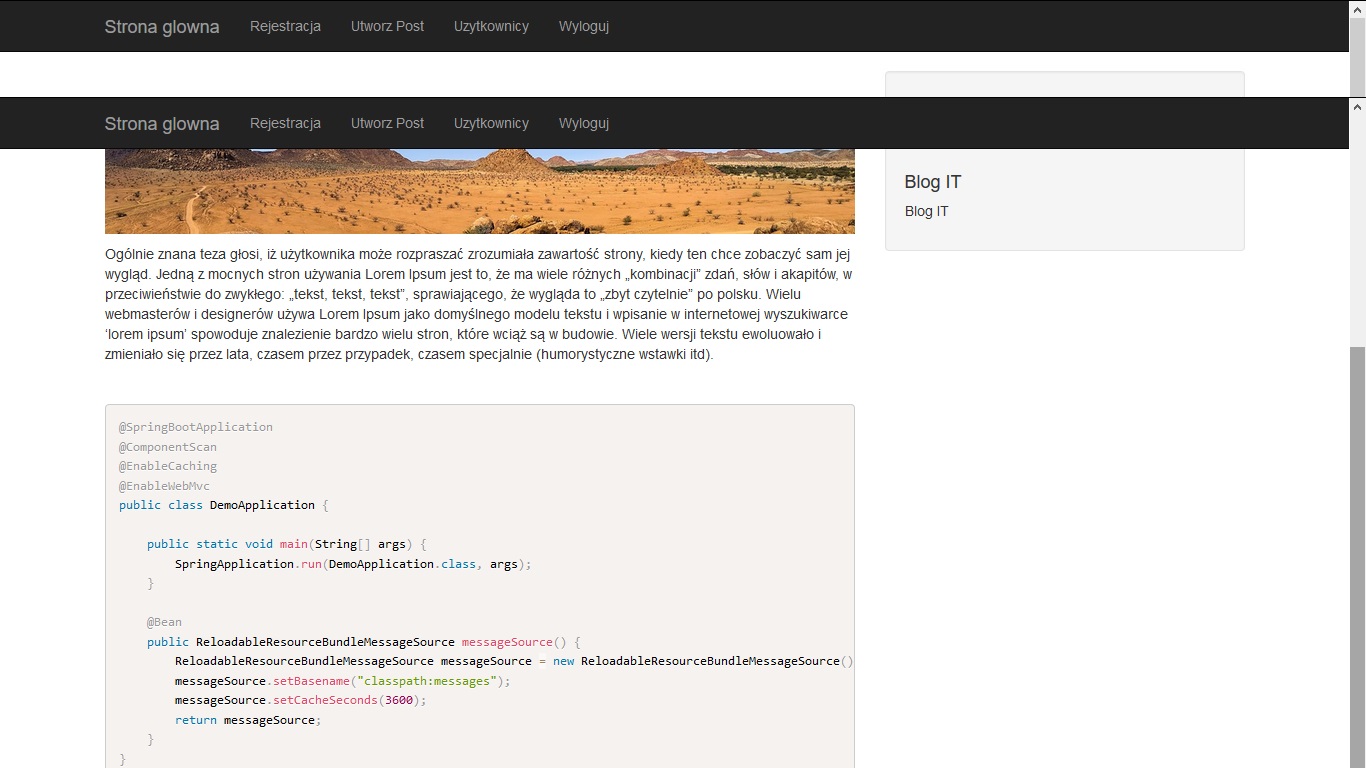 Strona glowna Rejestracja Utworz Post Uzytkownicy Wyloguj
Strona glowna Rejestracja Utworz Post Uzytkownicy Wyloguj
Ogólnie znana teza głosi, iż użytkownika może rozpraszać zrozumiała zawartość strony, kiedy ten chce zobaczyć sam jej
wygląd. Jedną z mocnych stron używania Lorem Ipsum jest to, że ma wiele różnych „kombinacji” zdań, słów i akapitów, w
przeciwieństwie do zwykłego: „tekst, tekst, tekst”, sprawiającego, że wygląda to „zbyt czytelnie” po polsku. Wielu
webmasterów i designerów używa Lorem Ipsum jako domyślnego modelu tekstu i wpisanie w internetowej wyszukiwarce
‘lorem ipsum’ spowoduje znalezienie bardzo wielu stron, które wciąż są w budowie. Wiele wersji tekstu ewoluowało i
zmieniało się przez lata, czasem przez przypadek, czasem specjalnie (humorystyczne wstawki itd).
@SpringBootApplication
@ComponentScan
@EnableCaching
@EnableWebMvc
public class DemoApplication {
public static void main(String[] args) {
SpringApplication.run(DemoApplication.class, args);
}
@Bean
public ReloadableResourceBundleMessageSource messageSource() {
ReloadableResourceBundleMessageSource messageSource = new ReloadableResourceBundleMessageSource()
messageSource.setBasename("classpath:messages");
messageSource.setCacheSeconds(3600);
return messageSource;
}
}
Blog IT
Blog IT